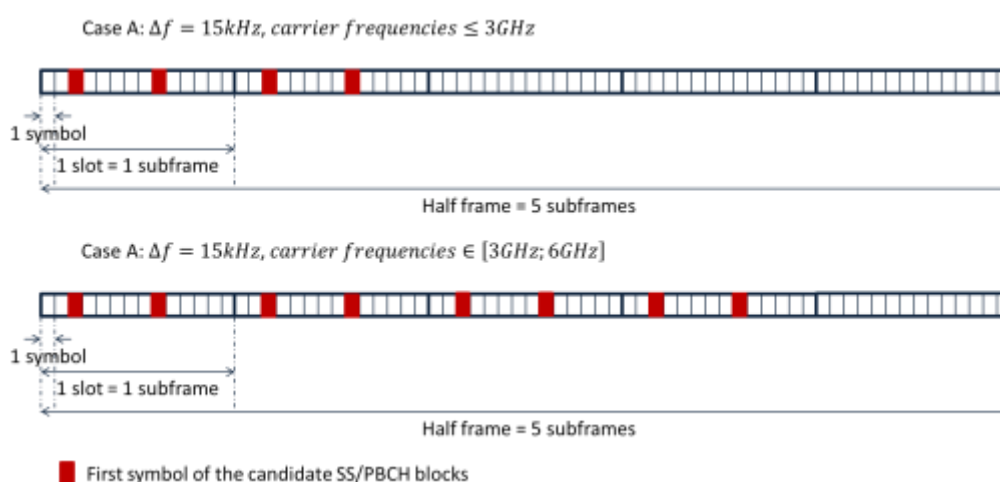 Case A: Δf = 15kHz, carrier frequencies ≤ 3GHz
1 symbol
1 slot = 1 subframe
Half frame = 5 subframes
Case A: Δf = 15kHz, carrier frequencies ∈ [3GHz; 6GHz]
1 symbol
1 slot = 1 subframe
Half frame = 5 subframes
First symbol of the candidate SS/PBCH blocks